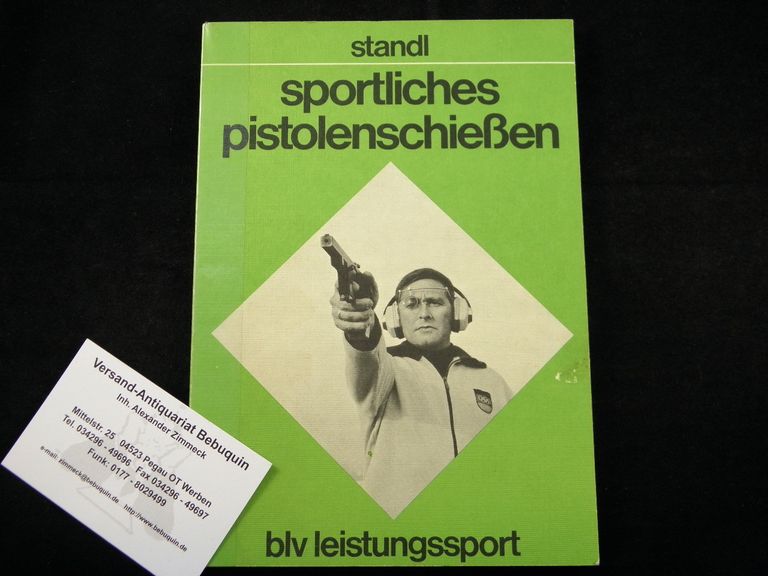 standl
sportliches
pistolenschießen
blv leistungssport
Versand-Antiquariat Bebuquin
Inh. Alexander Zimmeck
Mittelstr. 25 04523 Pegau OT Werben
Tel. 034296 - 49696 Fax 034296 - 49697
Funk: 0177 - 8029499
e-mail: zimmeck@bebuquin.de http://www.bebuquin.de